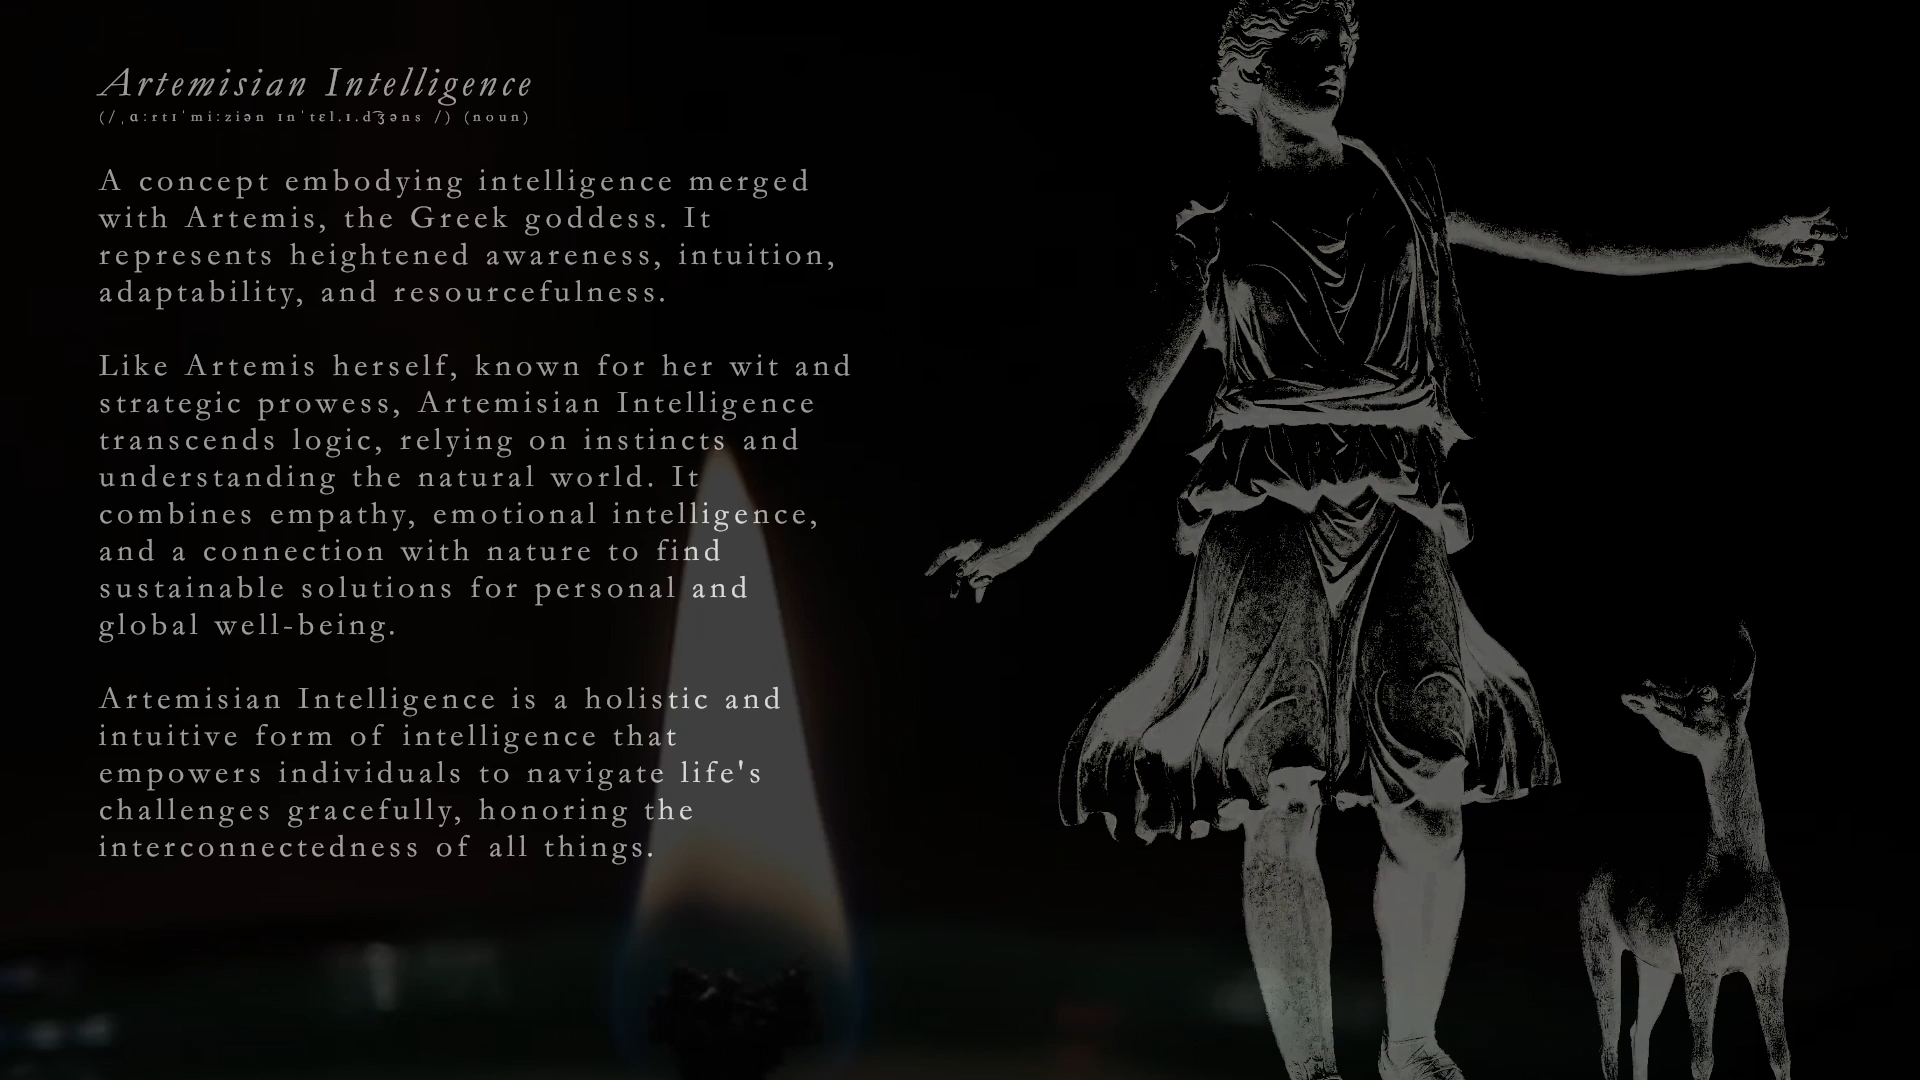 Artemisian Intelligence
(/ˌɑːrtɪˈmiːziən ɪnˈtɛl.ɪ.d͡ʒəns /) (noun)
A concept embodying intelligence merged
with Artemis, the Greek goddess. It
represents heightened awareness, intuition,
adaptability, and resourcefulness.
Like Artemis herself, known for her wit and
strategic prowess, Artemisian Intelligence
transcends logic, relying on instincts and
understanding the natural world. It
combines empathy, emotional intelligence,
and a connection with nature to find
sustainable solutions for personal and
global well-being.
Artemisian Intelligence is a holistic and
intuitive form of intelligence that
empowers individuals to navigate life's
challenges gracefully, honoring the
interconnectedness of all things.